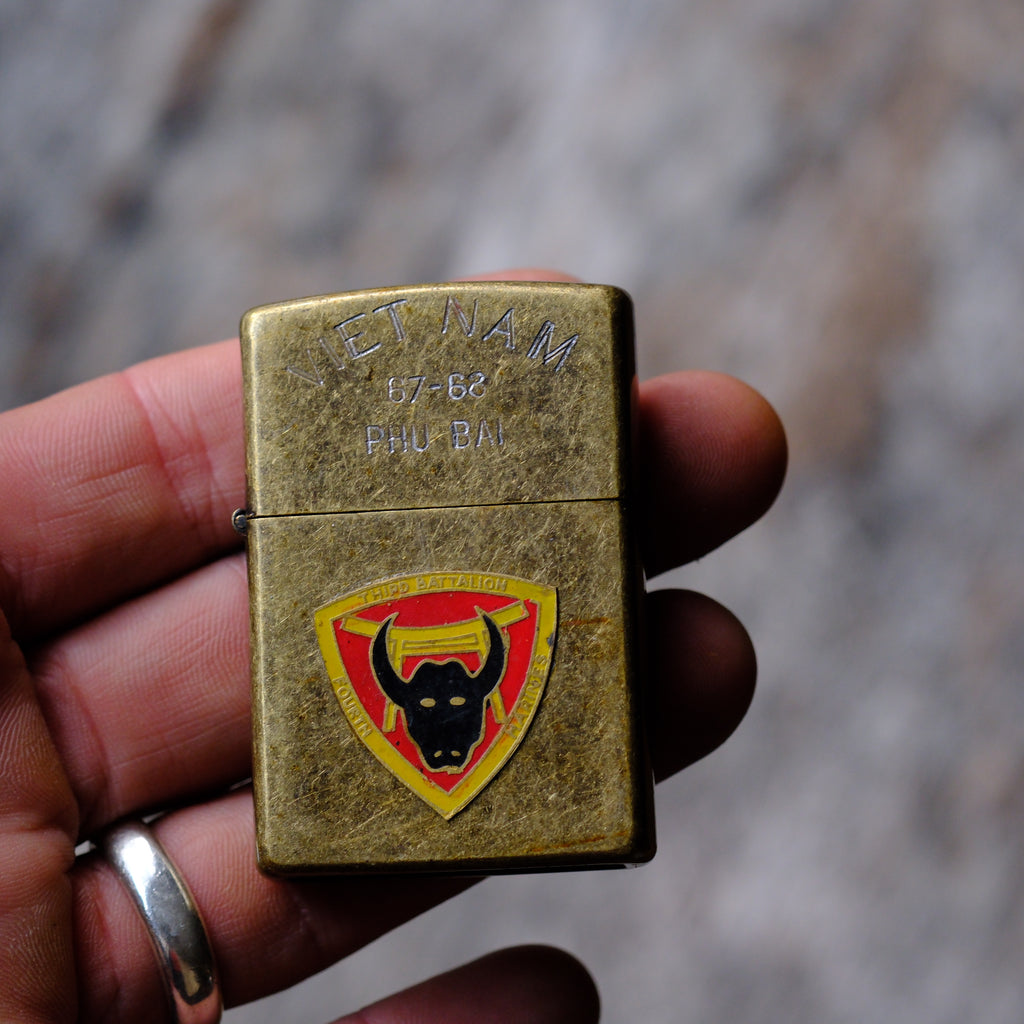 VIET NAM
67-68
PHU BAI
THIRD BATTALION
FOURTH
MARINES